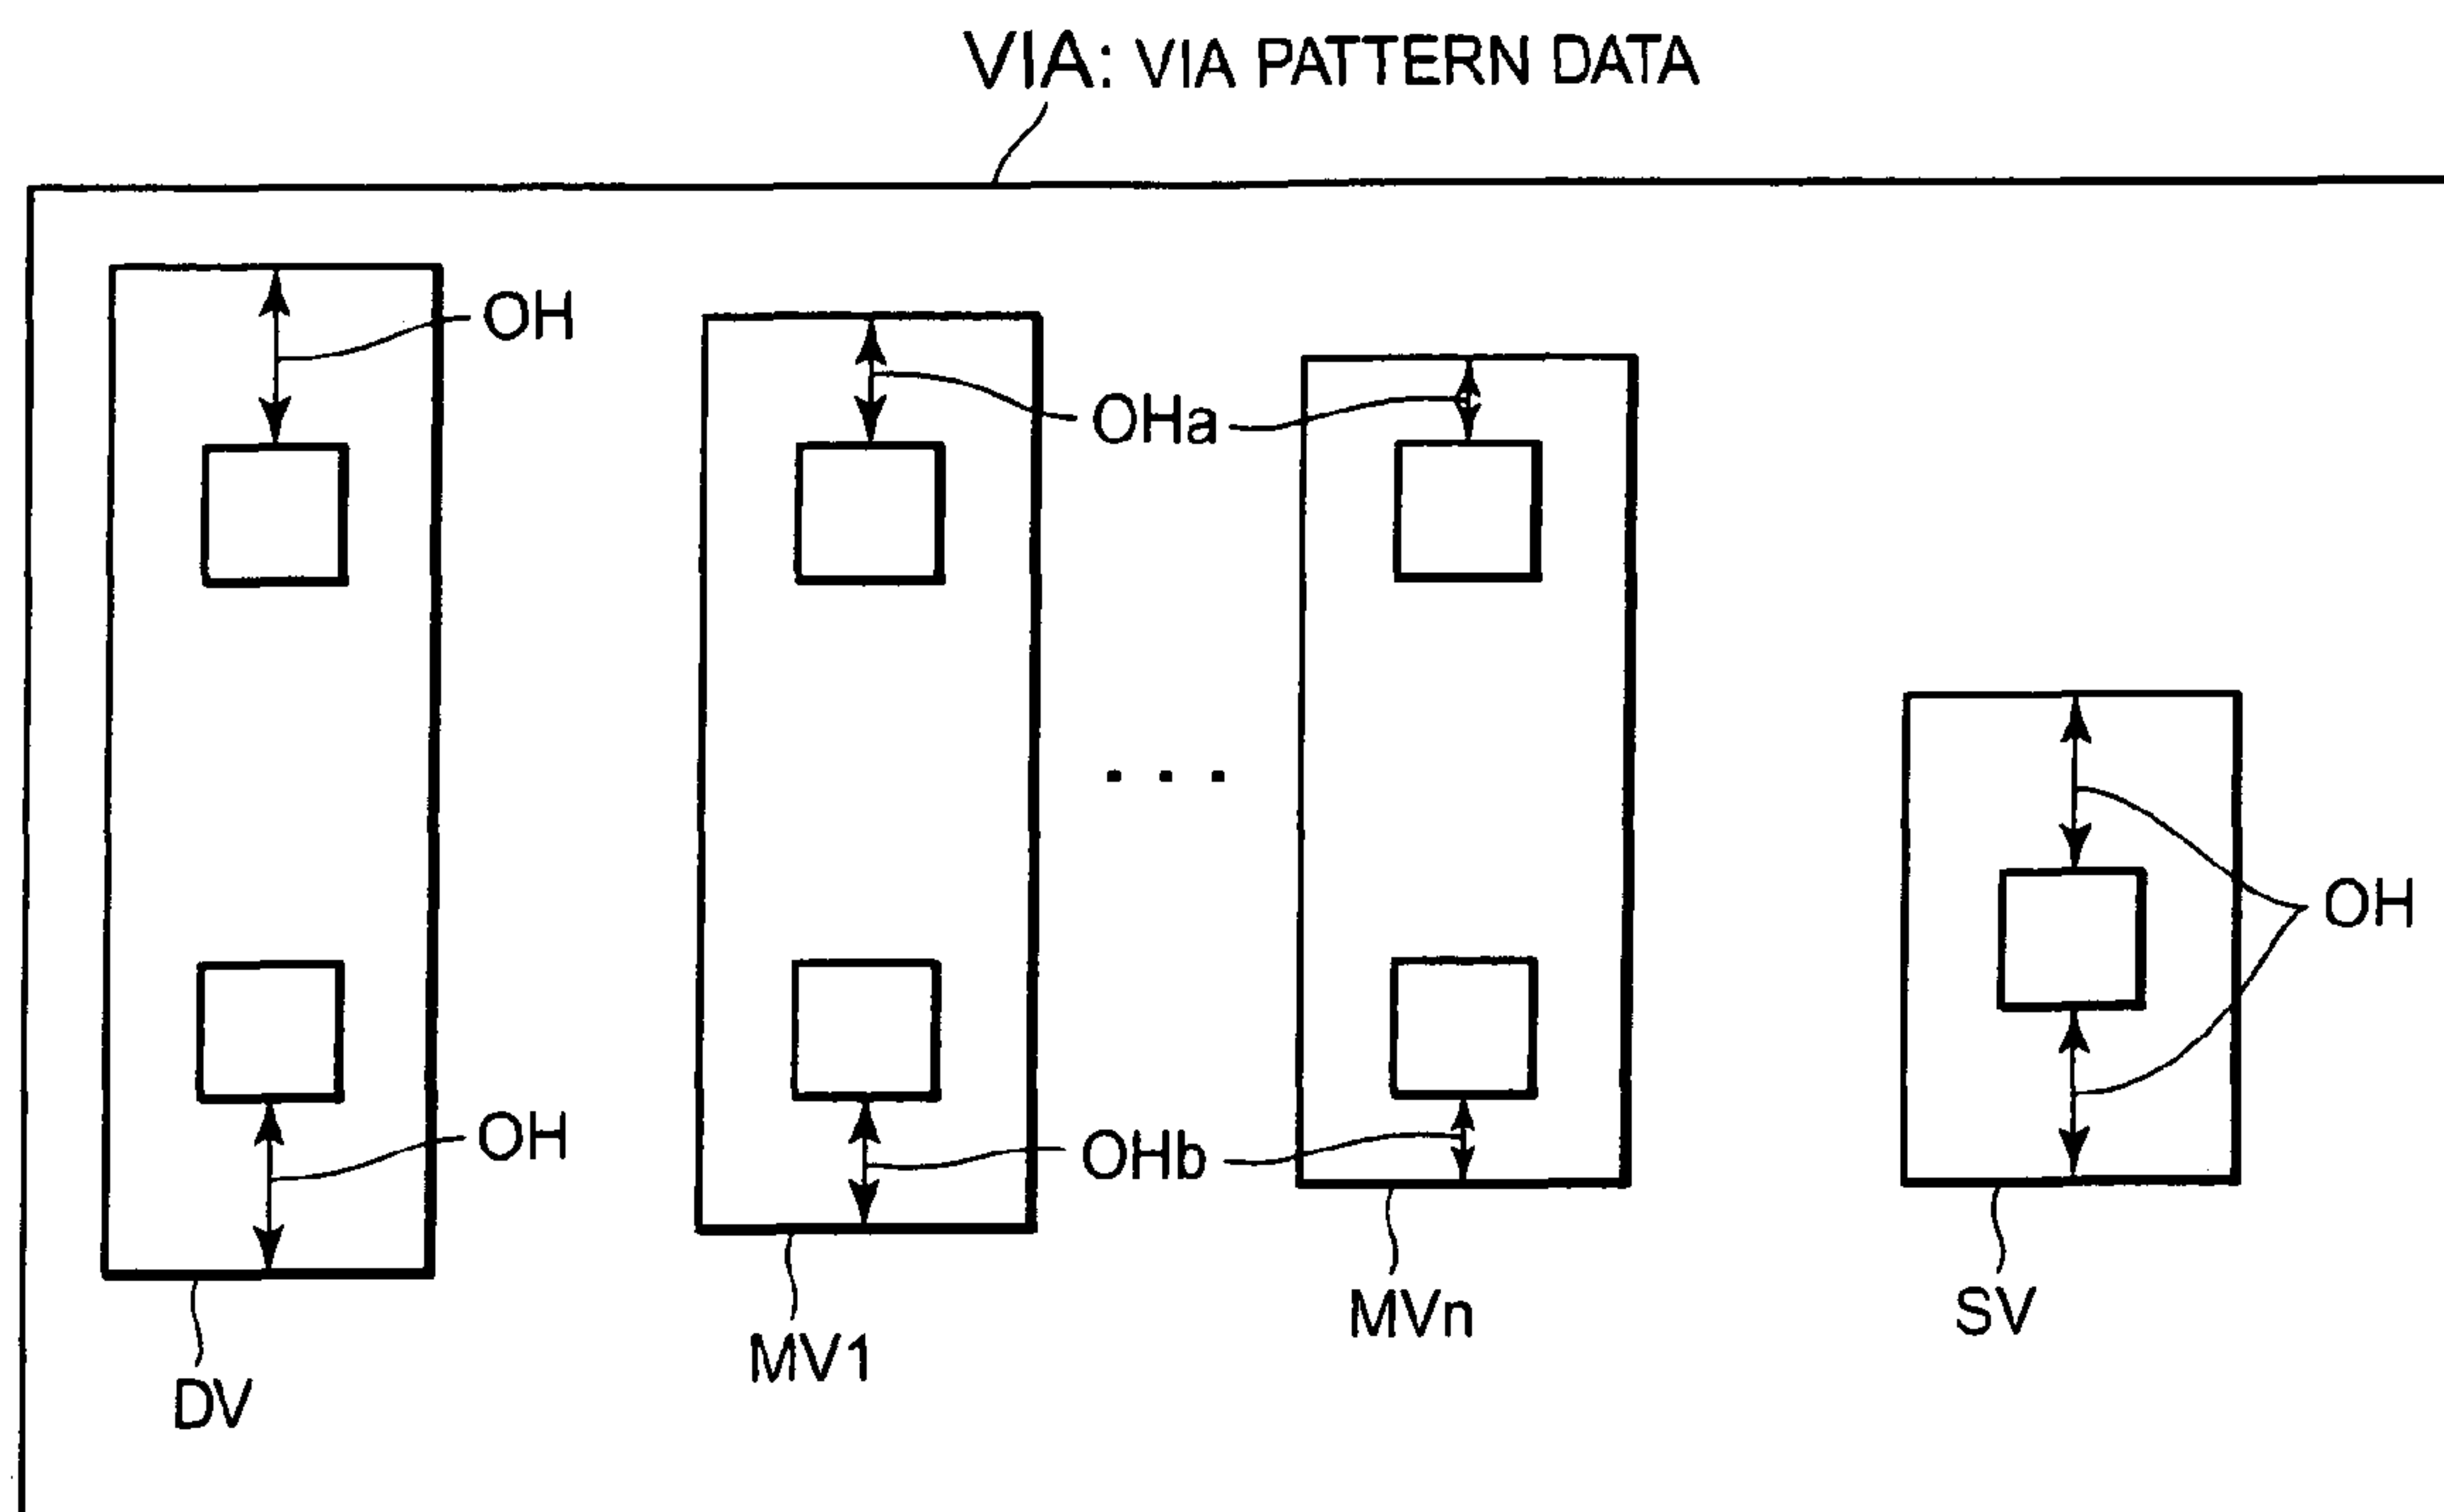 VIA: VIA PATTERN DATA
OH
OHa
OH
OH
OHb
DV
MV1
MVn
SV